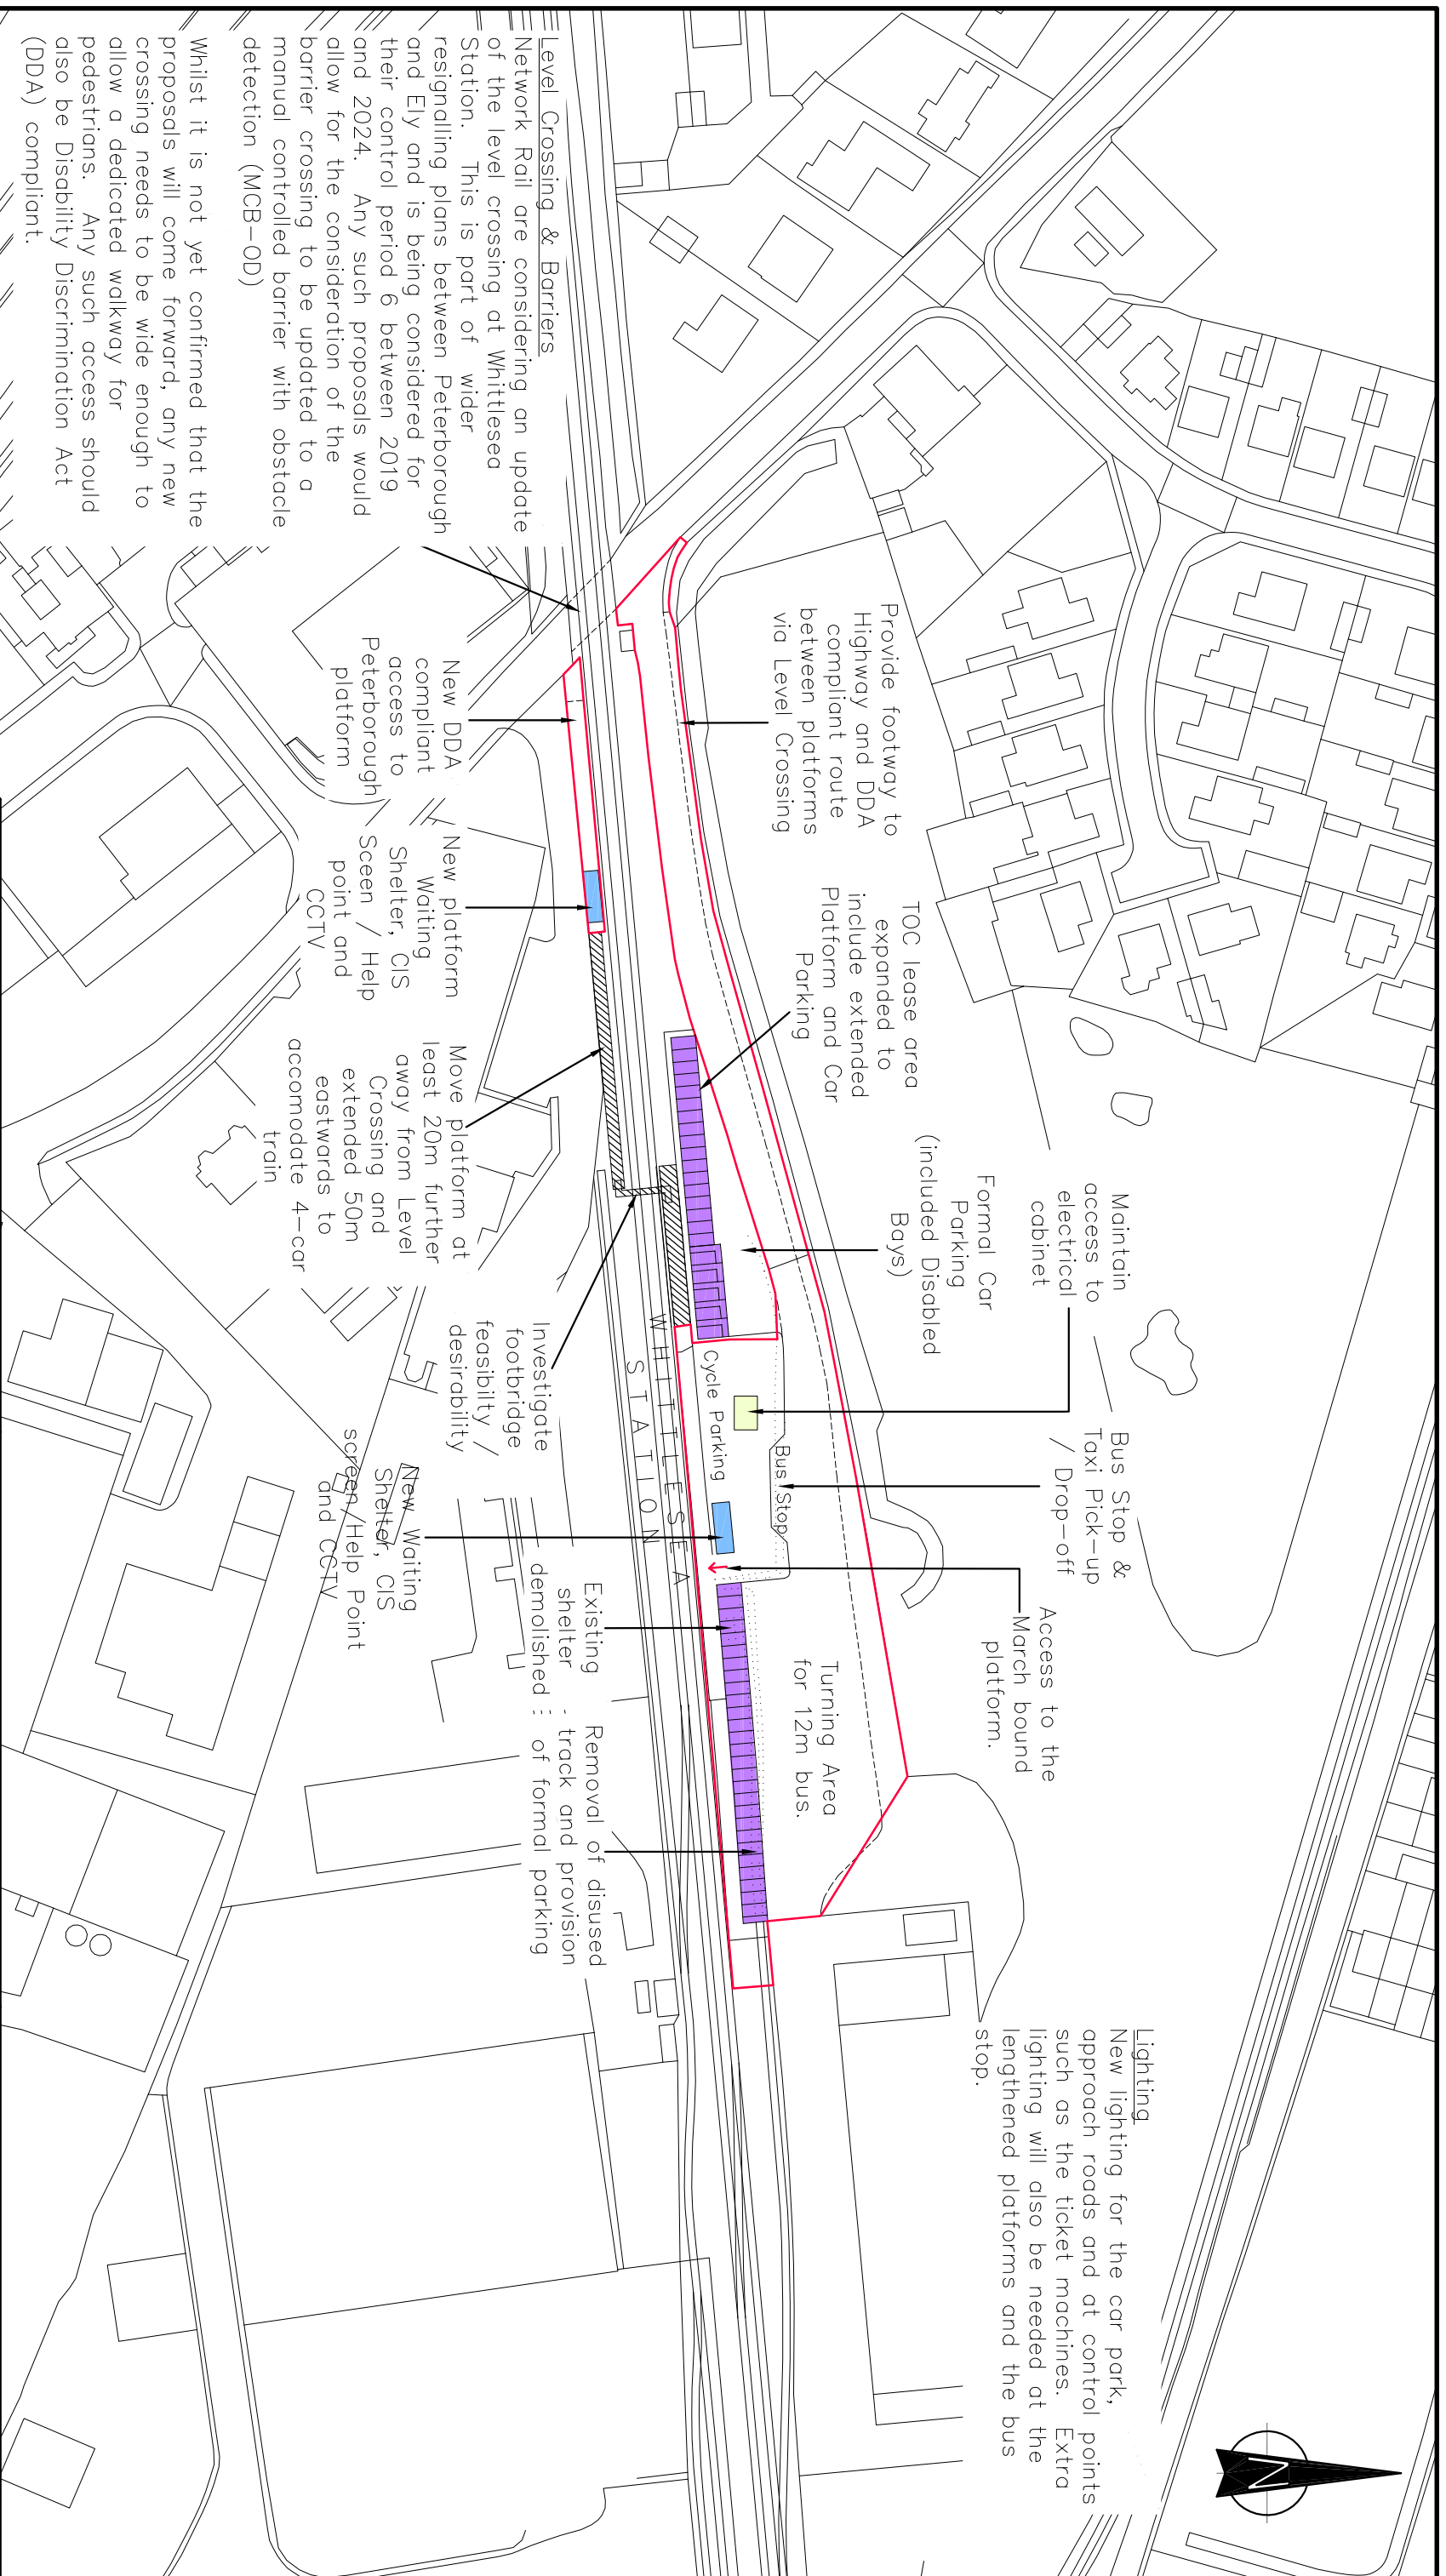 Level Crossing & Barriers
Network Rail are considering an update
of the level crossing at Whittlesea
Station.  This is part of wider
resignalling plans between Peterborough
and Ely and is being considered for
their control period 6 between 2019
and 2024.  Any such proposals would
allow for the consideration of the
barrier crossing to be updated to a
manual controlled barrier with obstacle
detection (MCB-OD)
Whilst it is not yet confirmed that the
proposals will come forward, any new
crossing needs to be wide enough to
allow a dedicated walkway for
pedestrians.  Any such access should
also be Disability Discrimination Act
(DDA) compliant.
Provide footway to
Highway and DDA
compliant route
between platforms
via Level Crossing
New DDA
compliant
access to
Peterborough
platform
New platform
Waiting
Shelter, CIS
Sceen / Help
point and
CCTV
TOC lease area
expanded to
include extended
Platform and Car
Parking
Move platform at
least 20m further
away from Level
Crossing and
extended 50m
eastwards to
accomodate 4-car
train
Formal Car
Parking
(included Disabled
Bays)
Maintain
access to
electrical
cabinet
Investigate
footbridge
feasibilty /
desirability
WHITTLESEA
STATION
Cycle Parking
Bus Stop
Bus Stop &
Taxi Pick-up
/ Drop-off
New Waiting
Shelter, CIS
screen/Help Point
and CCTV
Access to the
March bound
platform.
Existing
shelter
demolished
Turning Area
for 12m bus.
Removal of disused
track and provision
of formal parking
Lighting
New lighting for the car park,
approach roads and at control points
such as the ticket machines.  Extra
lighting will also be needed at the
lengthened platforms and the bus
stop.
N